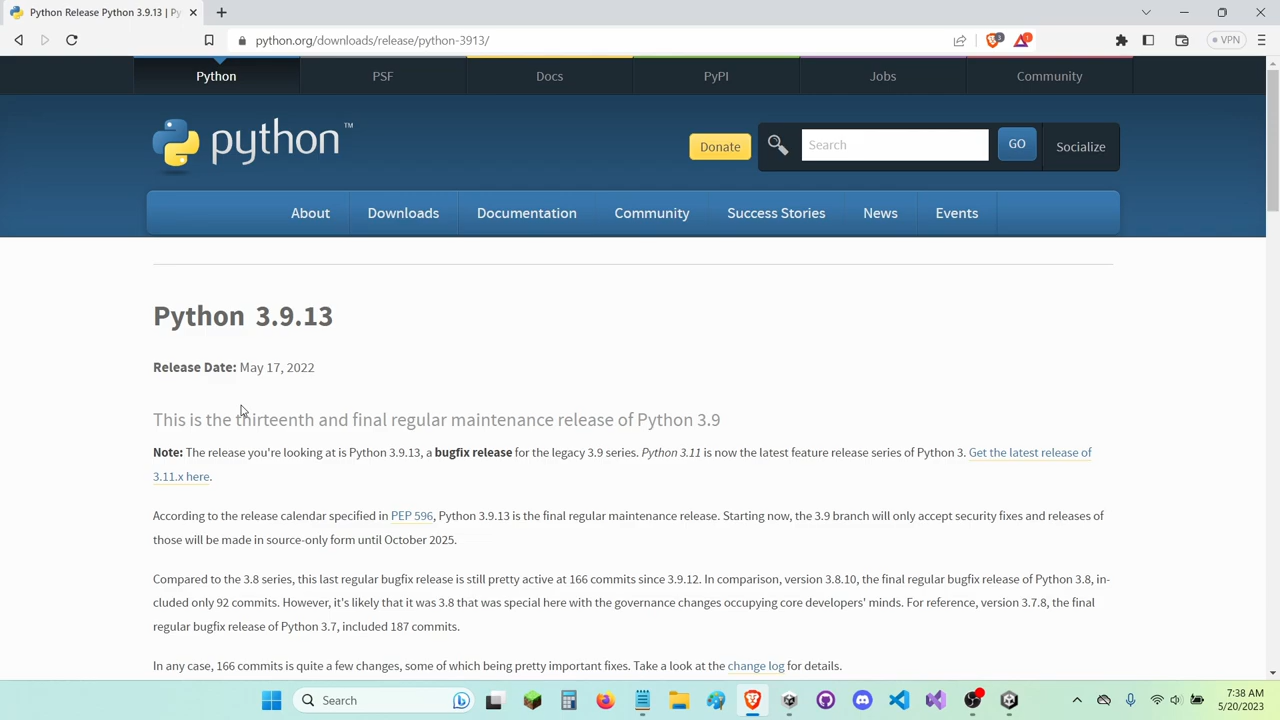 Python Release Python 3.9.13 | Py
python.org/downloads/release/python-3913/
3
1
VPN
Python
PSF
Docs
PyPI
Jobs
Community
python™
Donate
Search
GO
Socialize
About
Downloads
Documentation
Community
Success Stories
News
Events
Python 3.9.13
Release Date: May 17, 2022
This is the thirteenth and final regular maintenance release of Python 3.9
Note: The release you're looking at is Python 3.9.13, a bugfix release for the legacy 3.9 series. Python 3.11 is now the latest feature release series of Python 3. Get the latest release of
3.11.x here.
According to the release calendar specified in PEP 596, Python 3.9.13 is the final regular maintenance release. Starting now, the 3.9 branch will only accept security fixes and releases of
those will be made in source-only form until October 2025.
Compared to the 3.8 series, this last regular bugfix release is still pretty active at 166 commits since 3.9.12. In comparison, version 3.8.10, the final regular bugfix release of Python 3.8, in-
cluded only 92 commits. However, it's likely that it was 3.8 that was special here with the governance changes occupying core developers' minds. For reference, version 3.7.8, the final
regular bugfix release of Python 3.7, included 187 commits.
In any case, 166 commits is quite a few changes, some of which being pretty important fixes. Take a look at the change log for details.
Search
7:38 AM
5/20/2023